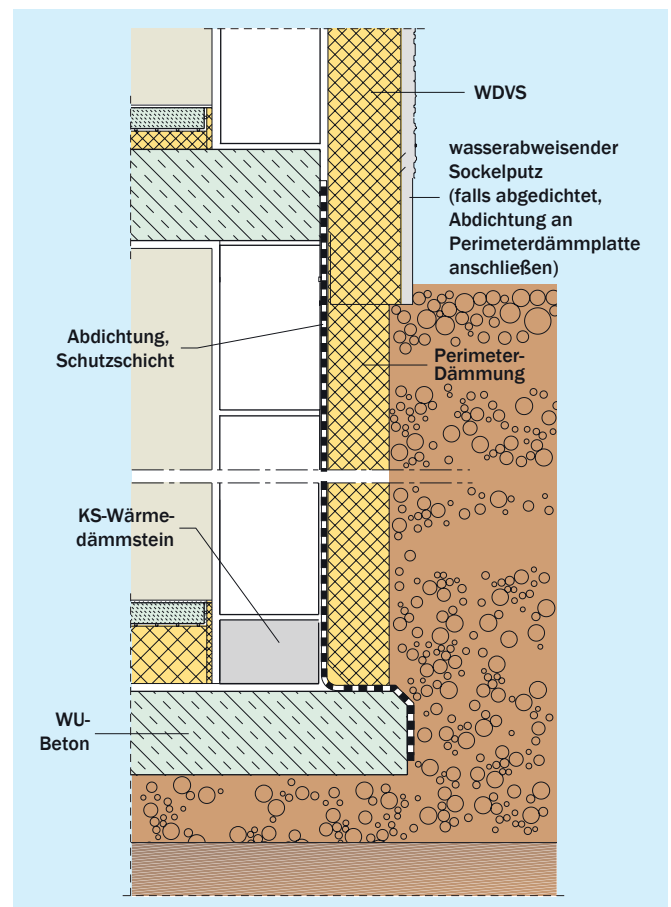 WDVS
wasserabweisender
Sockelputz
(falls abgedichtet,
Abdichtung an
Perimeterdämmplatte
anschließen)
Abdichtung,
Schutzschicht
Perimeter-
Dämmung
KS-Wärme-
dämmstein
WU-
Beton